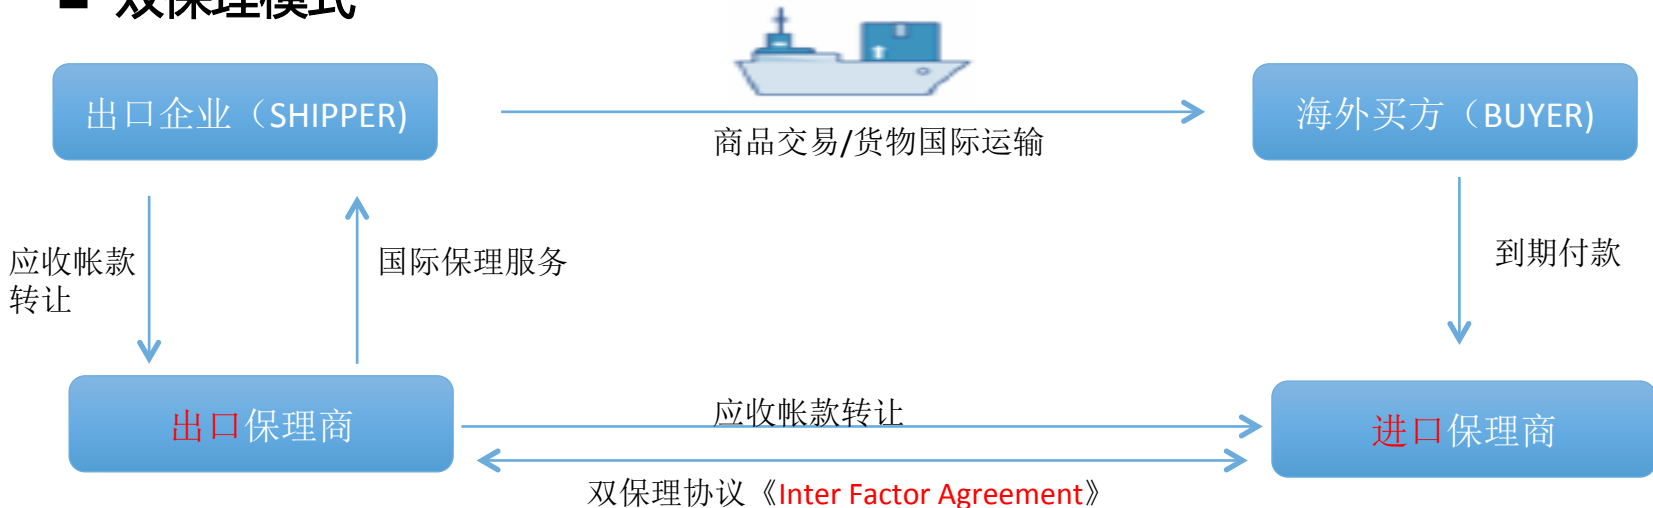 双保理模式
出口企业（SHIPPER)
海外买方（BUYER)
商品交易/货物国际运输
应收帐款
转让
国际保理服务
到期付款
出口保理商
应收帐款转让
进口保理商
双保理协议《Inter Factor Agreement》